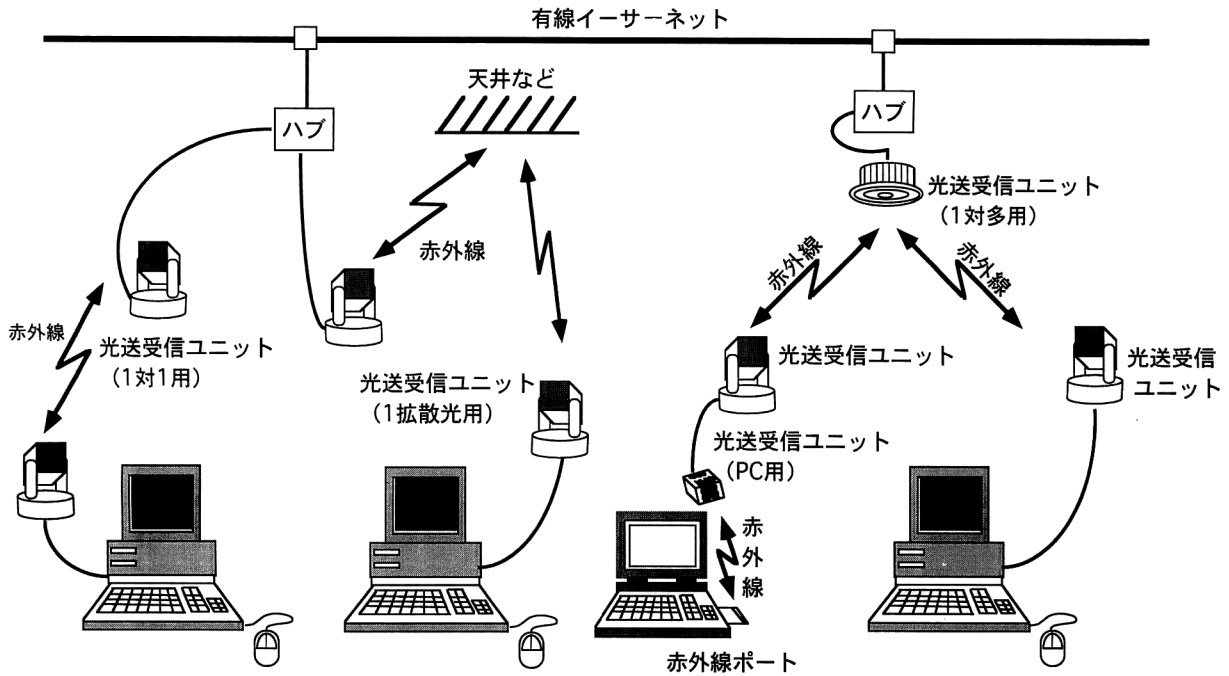 有線イーサーネット
天井など
ハブ
ハブ
光送受信ユニット
（1対多用）
赤外線
赤外線
赤外線
赤外線
光送受信ユニット
（1対1用）
光送受信ユニット
（1拡散光用）
光送受信ユニット
光送受信
ユニット
光送受信ユニット
（PC用）
赤
外
線
赤外線ポート